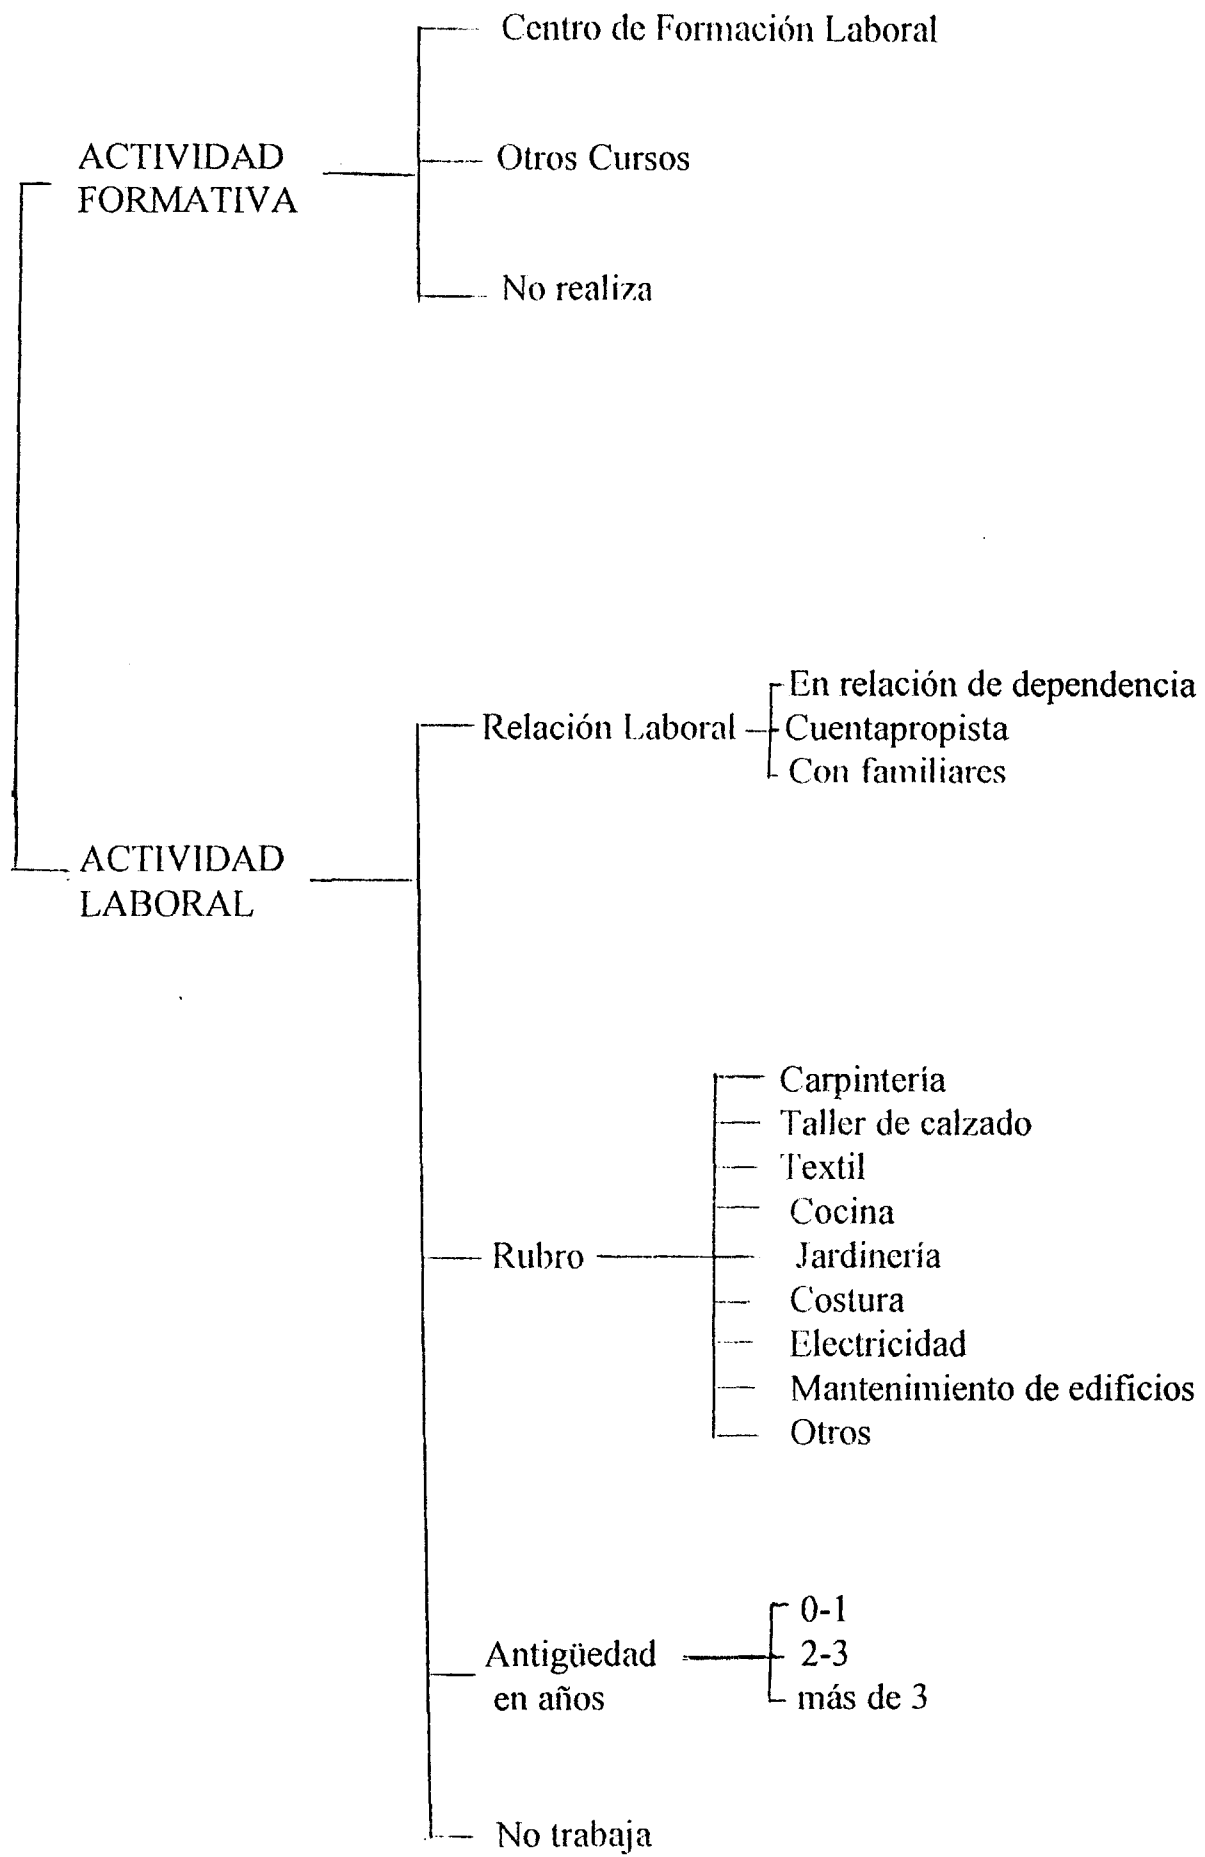 Centro de Formación Laboral
ACTIVIDAD
FORMATIVA
Otros Cursos
No realiza
ACTIVIDAD
LABORAL
Relación Laboral
En relación de dependencia
Cuentapropista
Con familiares
Rubro
Carpintería
Taller de calzado
Textil
Cocina
Jardinería
Costura
Electricidad
Mantenimiento de edificios
Otros
Antigüedad
en años
0-1
2-3
más de 3
No trabaja